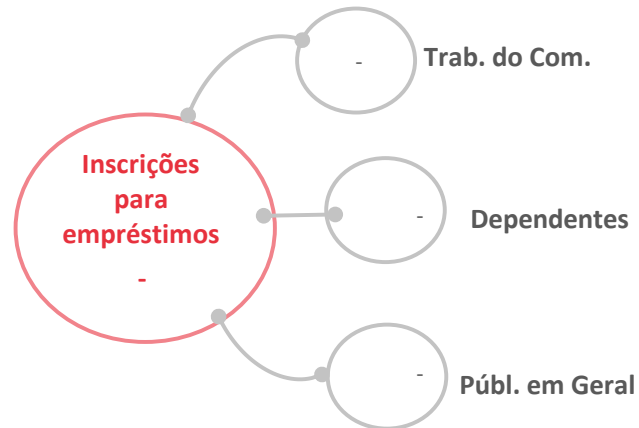 -
Trab. do Com.
Inscrições
para
empréstimos
-
-
Dependentes
-
Públ. em Geral